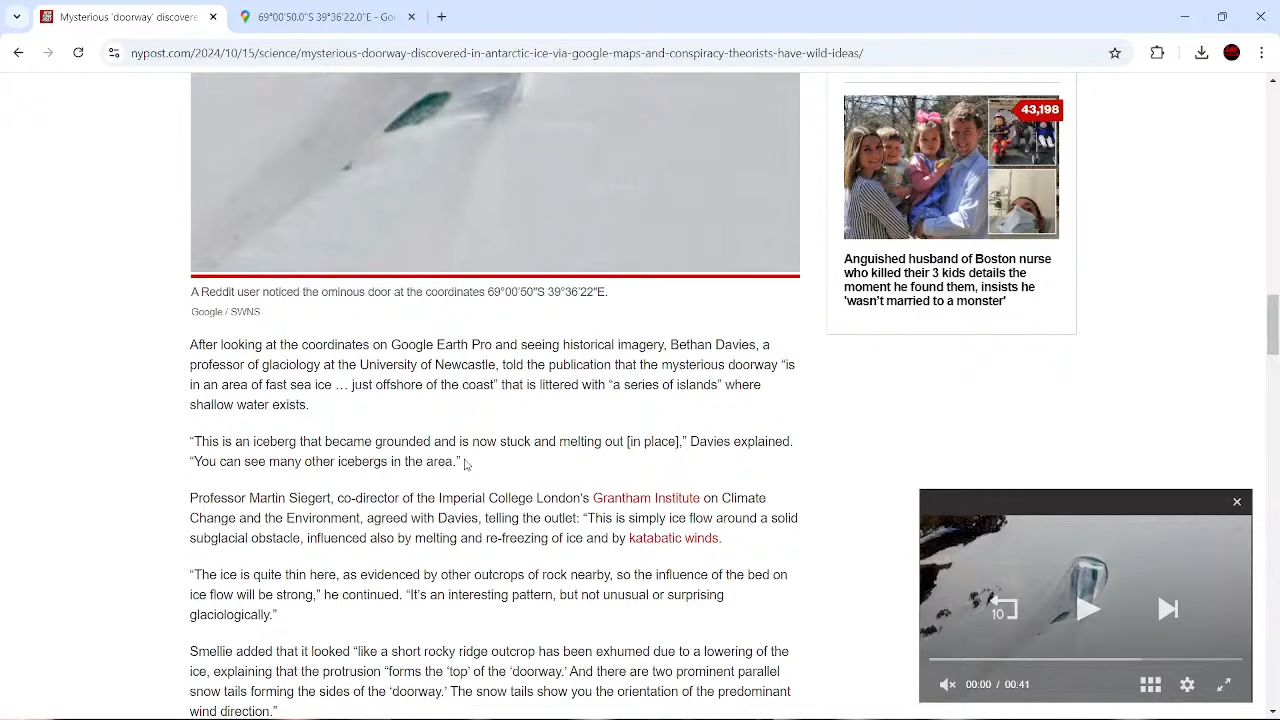 Mysterious 'doorway' discovere
69°00'50.0"S 39°36'22.0"E - Go
nypost.com/2024/10/15/science/mysterious-doorway-discovered-in-antarctic-ice-via-google-maps-and-conspiracy-theorists-have-wild-ideas/
A Reddit user noticed the ominous door at the coordinates 69°00'50"S 39°36'22"E.
Google / SWNS
After looking at the coordinates on Google Earth Pro and seeing historical imagery, Bethan Davies, a
professor of glaciology at the University of Newcastle, told the publication that the mysterious doorway “is
in an area of fast sea ice … just offshore of the coast” that is littered with “a series of islands” where
shallow water exists.
“This is an iceberg that became grounded and is now stuck and melting out [in place],” Davies explained.
“You can see many other icebergs in the area.”
Professor Martin Siegert, co-director of the Imperial College London’s Grantham Institute on Climate
Change and the Environment, agreed with Davies, telling the outlet: “This is simply ice flow around a solid
subglacial obstacle, influenced also by melting and re-freezing of ice and by katabatic winds.
“The ice is quite thin here, as evidenced by other outcrops of rock nearby, so the influence of the bed on
ice flow will be strong,” he continued. “It’s an interesting pattern, but not unusual or surprising
glaciologically.”
Smellie added that it looked “like a short rocky ridge outcrop has been exhumed due to a lowering of the
ice, explaining that the protrusion “forms the ‘top’ of the ‘doorway.’ And there are two prominent parallel
snow tails forming the sides of the ‘doorway.’ The snow tails show you the orientation of the predominant
wind direction.”
43,198
Anguished husband of Boston nurse
who killed their 3 kids details the
moment he found them, insists he
'wasn’t married to a monster'
10
00:00 / 00:41